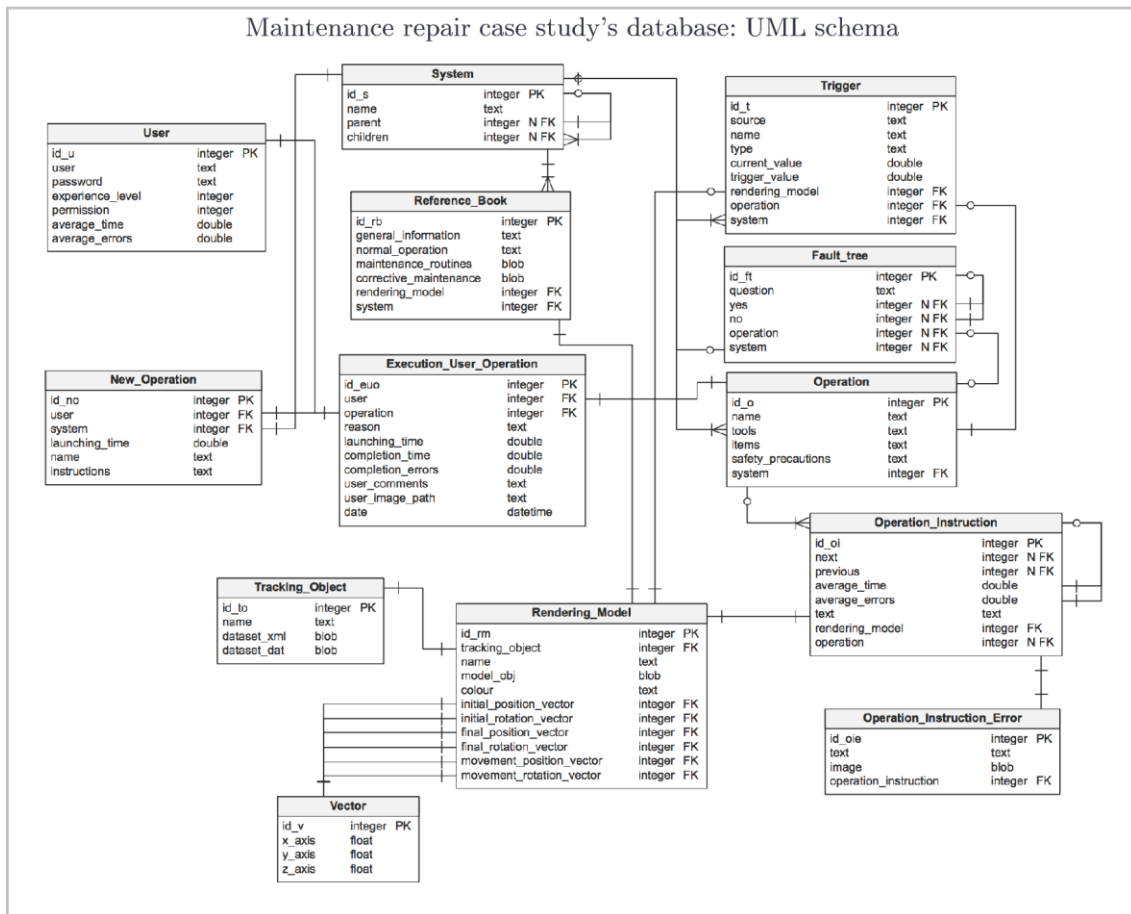 Maintenance repair case study's database: UML schema
System
id_s integer PK
name text
parent integer N FK
children integer N FK
Trigger
id_t integer PK
source text
name text
type text
current_value double
trigger_value double
rendering_model integer FK
operation integer FK
system integer FK
User
id_u integer PK
user text
password text
experience_level integer
permission integer
average_time double
average_errors double
Reference_Book
id_rb integer PK
general_information text
normal_operation text
maintenance_routines blob
corrective_maintenance blob
rendering_model integer FK
system integer FK
Fault_tree
id_ft integer PK
question text
yes integer N FK
no integer N FK
operation integer N FK
system integer N FK
Execution_User_Operation
id_euo integer PK
user integer FK
operation integer FK
reason text
launching_time double
completion_time double
completion_errors double
user_comments text
user_image_path text
date datetime
New_Operation
id_no integer PK
user integer FK
system integer FK
launching_time double
name text
instructions text
Operation
id_o integer PK
name text
tools text
items text
safety_precautions text
system integer FK
Operation_Instruction
id_oi integer PK
next integer N FK
previous integer N FK
average_time double
average_errors double
text text
rendering_model integer FK
operation integer N FK
Tracking_Object
id_to integer PK
name text
dataset_xml blob
dataset_dat blob
Rendering_Model
id_rm integer PK
tracking_object integer FK
name text
model_obj blob
colour text
initial_position_vector integer FK
initial_rotation_vector integer FK
final_position_vector integer FK
final_rotation_vector integer FK
movement_position_vector integer FK
movement_rotation_vector integer FK
Operation_Instruction_Error
id_oie integer PK
text text
image blob
operation_instruction integer FK
Vector
id_v integer PK
x_axis float
y_axis float
z_axis float